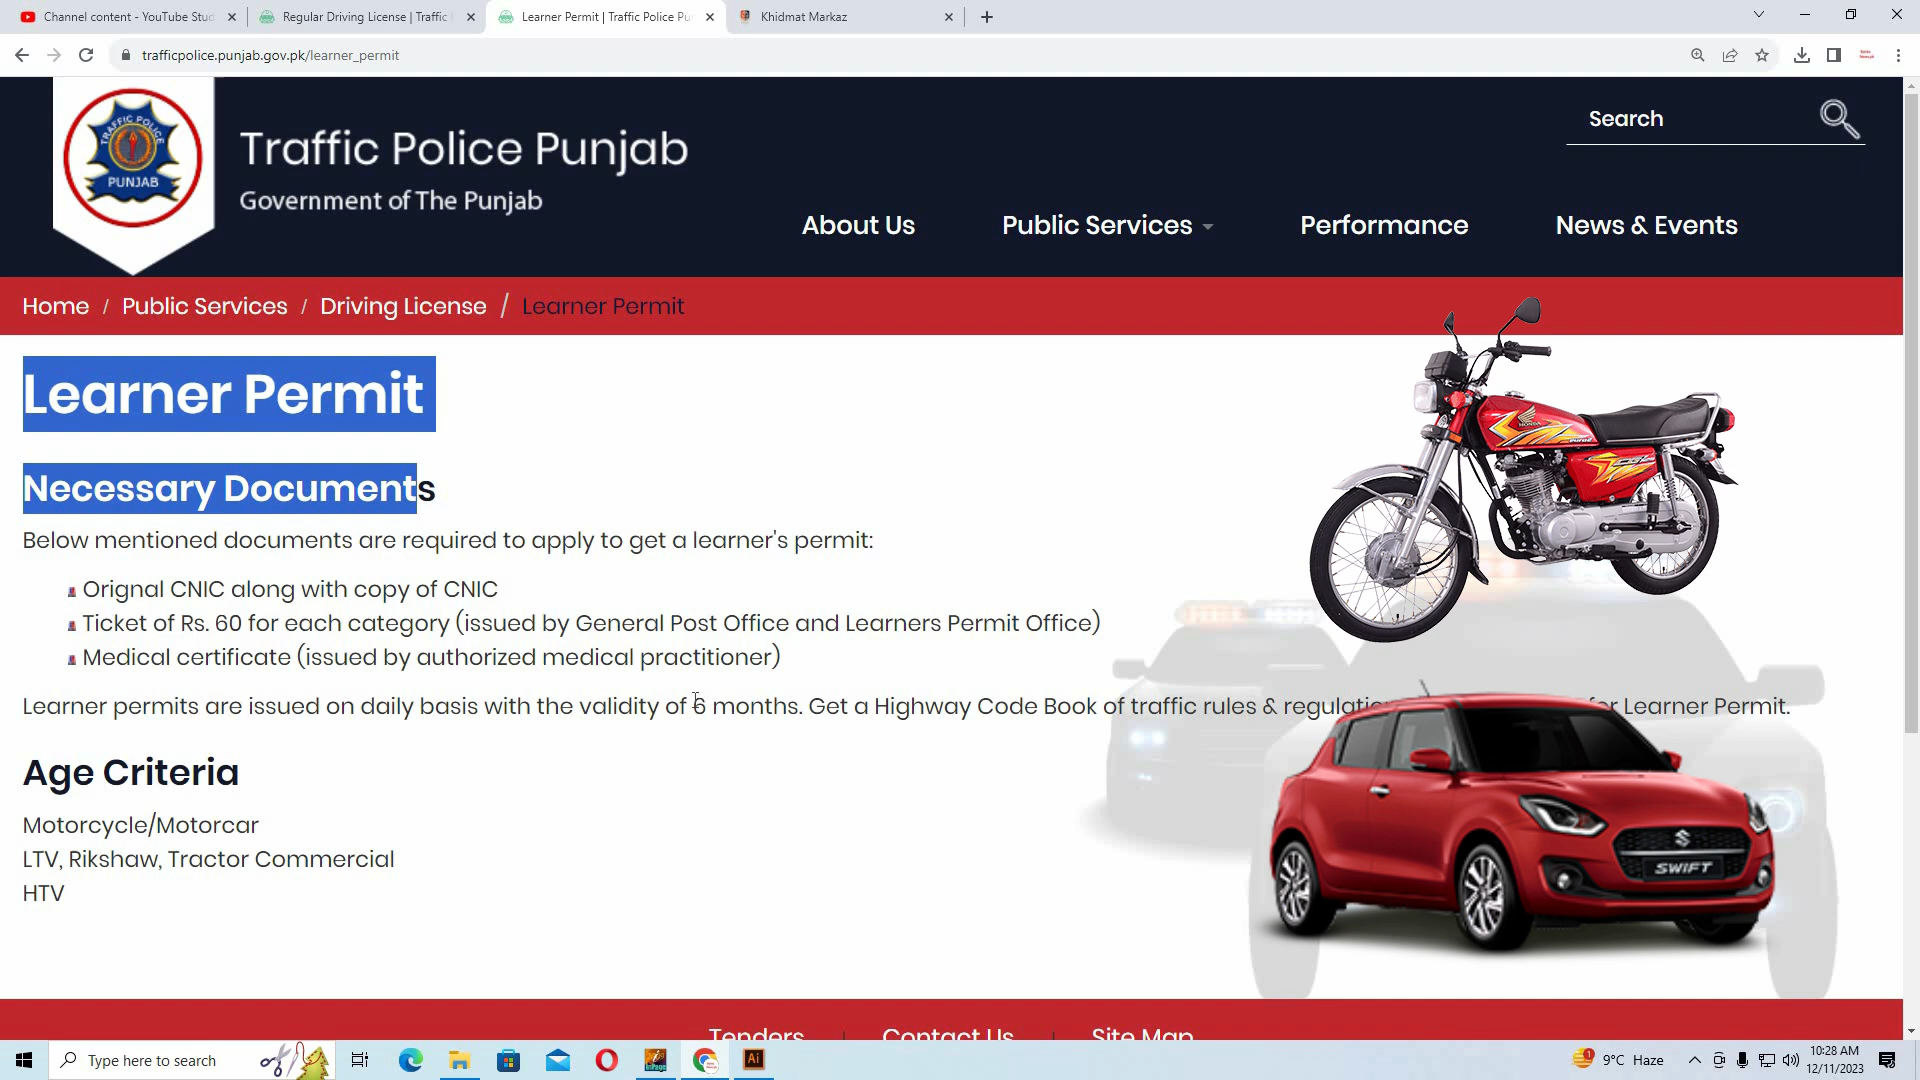 Channel content - YouTube Stud
Regular Driving License | Traffic
Learner Permit | Traffic Police Pu
Khidmat Markaz
trafficpolice.punjab.gov.pk/learner_permit
TRAFFIC POLICE
PUNJAB
Traffic Police Punjab
Government of The Punjab
Search
About Us
Public Services
Performance
News & Events
Home / Public Services / Driving License / Learner Permit
Learner Permit
Necessary Documents
Below mentioned documents are required to apply to get a learner's permit:
Orignal CNIC along with copy of CNIC
Ticket of Rs. 60 for each category (issued by General Post Office and Learners Permit Office)
Medical certificate (issued by authorized medical practitioner)
Learner permits are issued on daily basis with the validity of 6 months. Get a Highway Code Book of traffic rules & regulatio for Learner Permit.
Age Criteria
Motorcycle/Motorcar
LTV, Rikshaw, Tractor Commercial
HTV
HONDA
SWIFT
Tenders | Contact Us | Site Map
Type here to search
Ai
1
9°C Haze
10:28 AM
12/11/2023